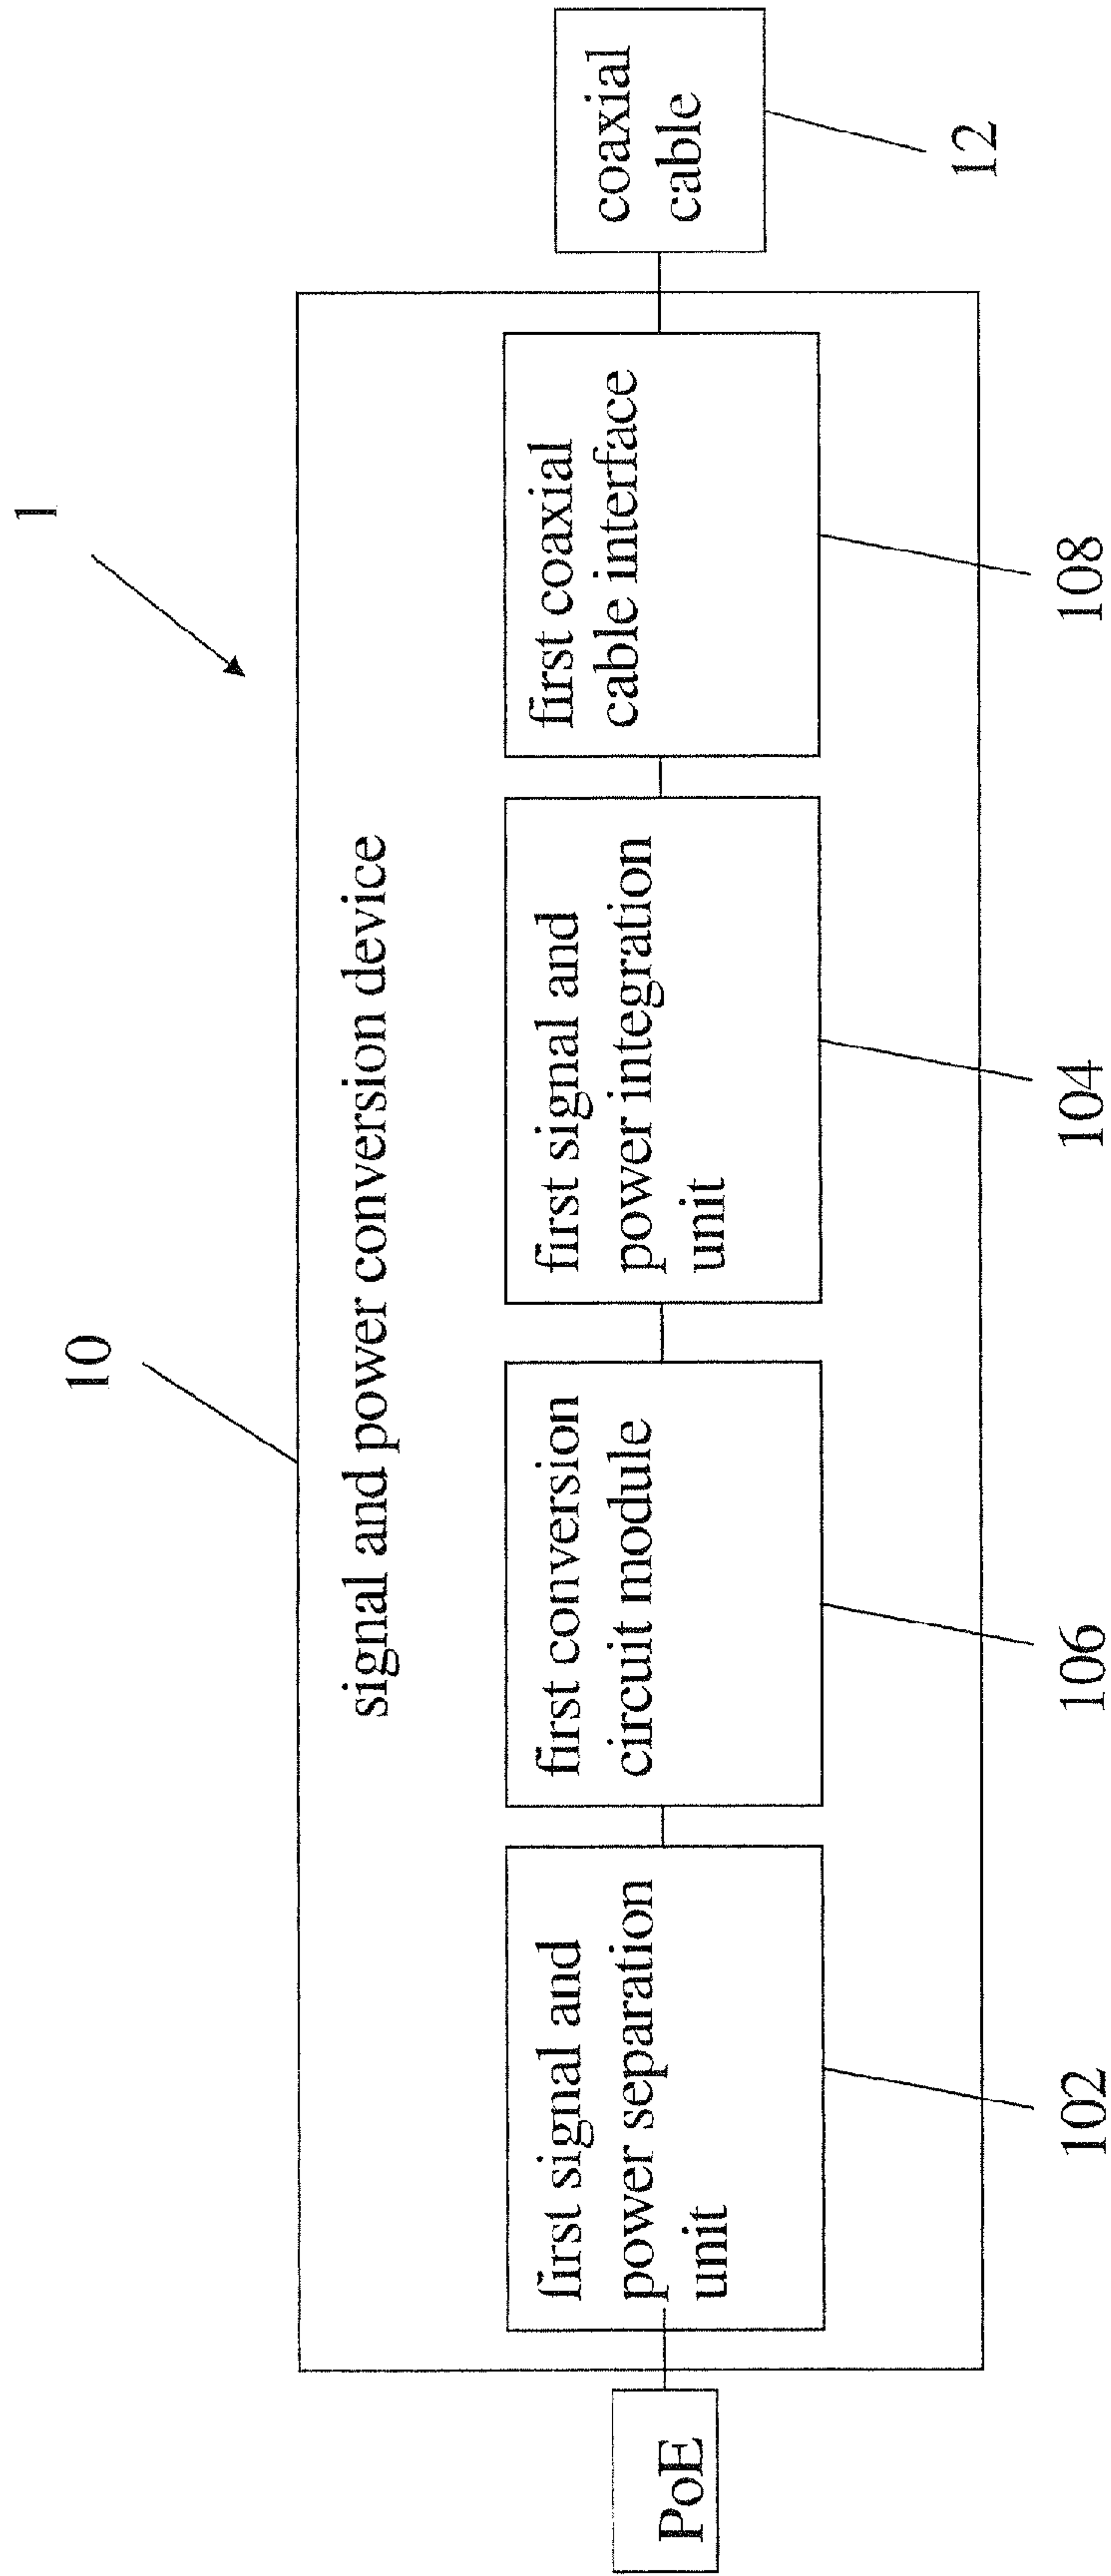 1
10
signal and power conversion device
PoE
first signal and
power separation
unit
first conversion
circuit module
first signal and
power integration
unit
first coaxial
cable interface
coaxial
cable
102
106
104
108
12